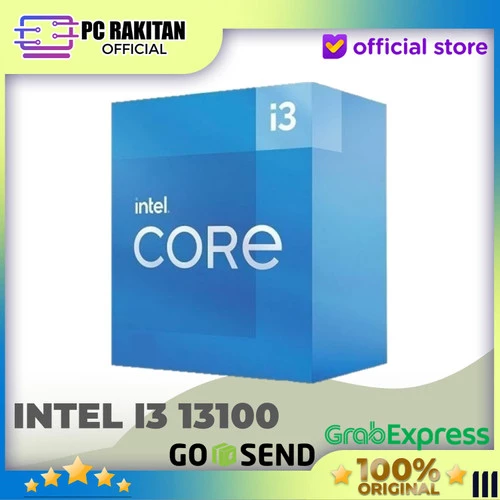 PC RAKITAN
OFFICIAL
official store
i3
intel.
CORE
INTEL I3 13100
GO SEND
GrabExpress
100%
ORIGINAL